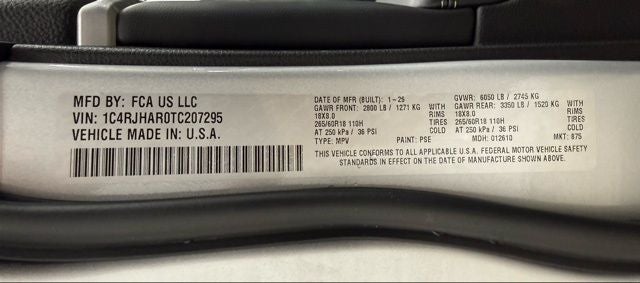 MFD BY: FCA US LLC
VIN: 1C4RJHAR0TC207295
VEHICLE MADE IN: U.S.A.
DATE OF MFR (BUILT): 1-26 GVWR: 6050 LB / 2745 KG
GAWR FRONT: 2800 LB / 1271 KG WITH GAWR REAR: 3350 LB / 1520 KG WITH
18X8.0 RIMS 18X8.0 RIMS
265/60R18 110H TIRES 265/60R18 110H TIRES
AT 250 kPa / 36 PSI AT 250 kPa / 36 PSI
TYPE: MPV PAINT: PSE MDH: 012610 MKT: 875
THIS VEHICLE CONFORMS TO ALL APPLICABLE U.S.A. FEDERAL MOTOR VEHICLE SAFETY
STANDARDS IN EFFECT ON THE DATE OF MANUFACTURE SHOWN ABOVE.